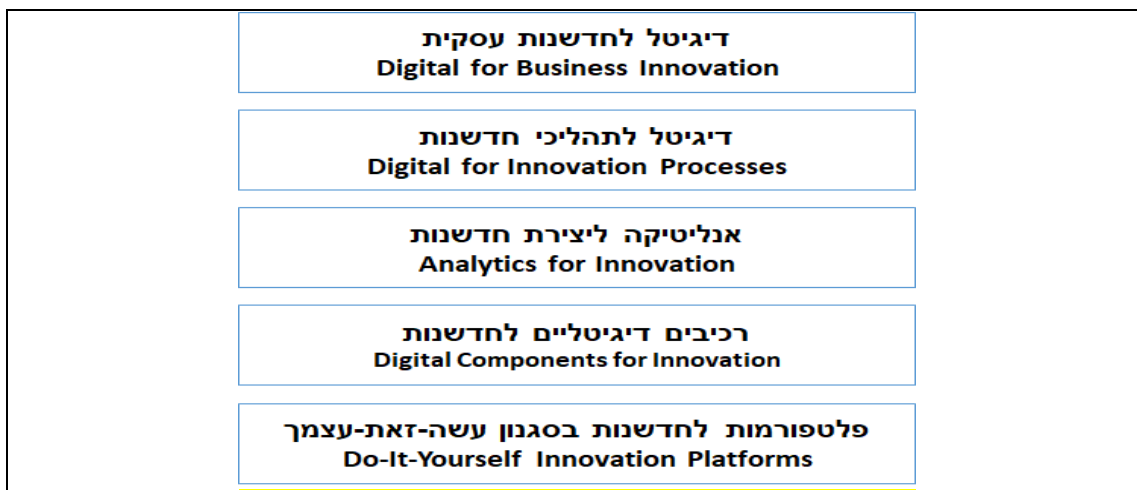 דיגיטל לחדשנות עסקית
Digital for Business Innovation
דיגיטל לתהליכי חדשנות
Digital for Innovation Processes
אנליטיקה ליצירת חדשנות
Analytics for Innovation
רכיבים דיגיטליים לחדשנות
Digital Components for Innovation
פלטפורמות לחדשנות בסגנון עשה-זאת-עצמך
Do-It-Yourself Innovation Platforms